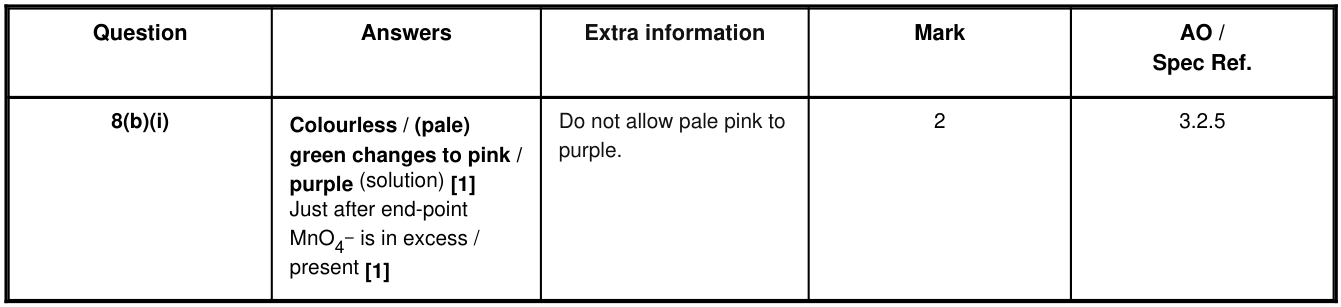 Question Answers Extra information Mark AO /
Spec Ref.
8(b)(i) Colourless / (pale) Do not allow pale pink to 2 3.2.5
green changes to pink / purple.
purple (solution) [1]
Just after end-point
MnO4– is in excess /
present [1]